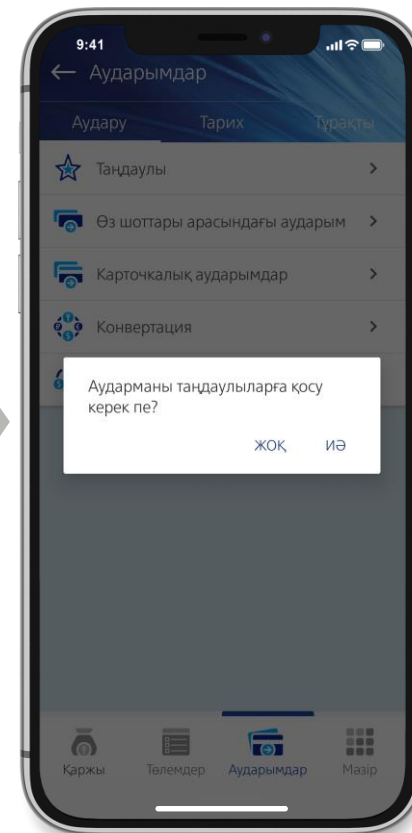 9:41
Аударымдар
Аудару Тарих Тұрақты
Таңдаулы
Өз шоттары арасындағы аударым
Карточкалық аударымдар
Конвертация
Аударманы таңдаулыларға қосу
керек пе?
ЖОҚ ИӘ
Қаржы Төлемдер Аударымдар Мәзір